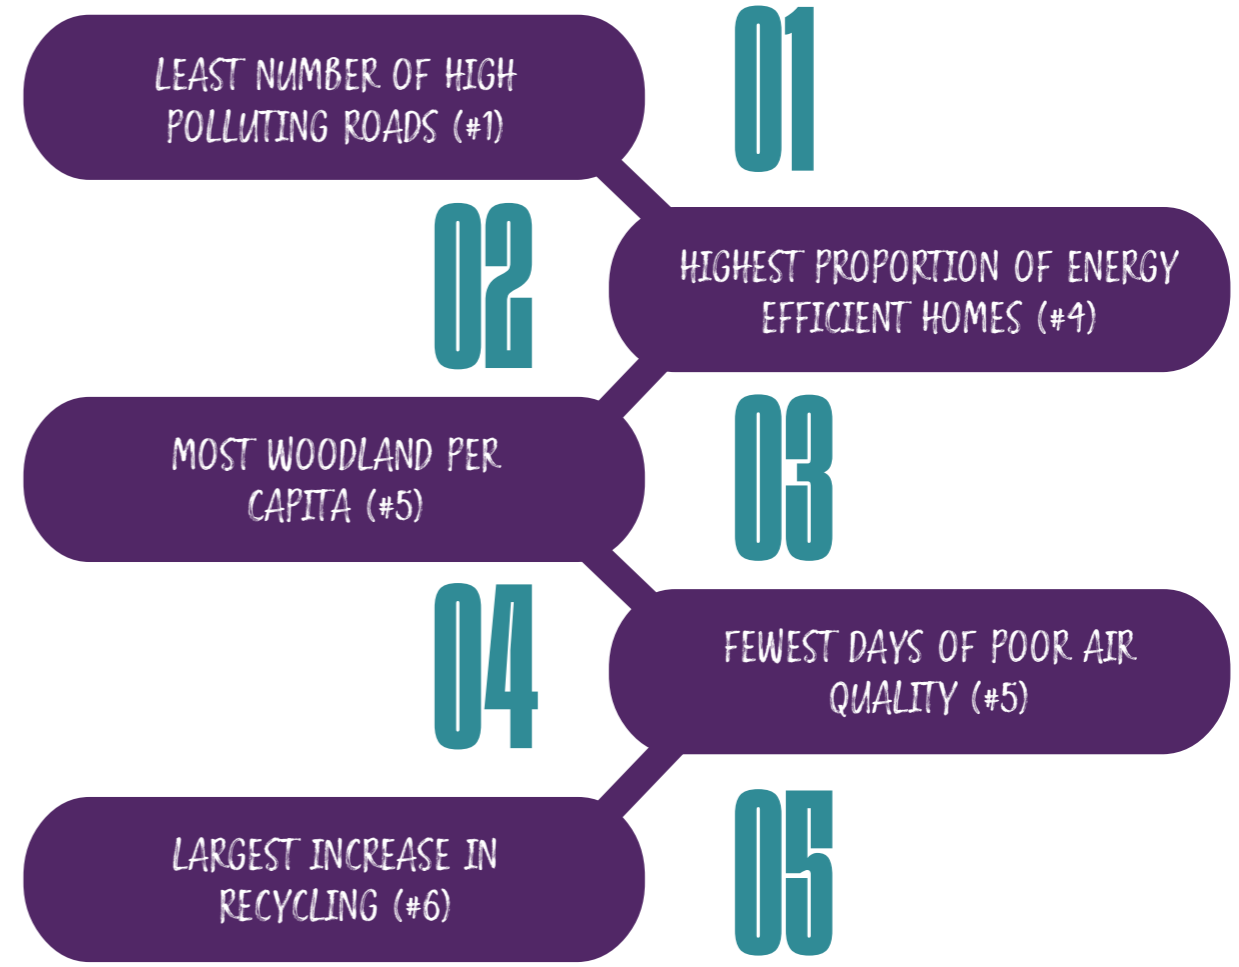 LEAST NUMBER OF HIGH
POLLUTING ROADS (#1)
01
02
HIGHEST PROPORTION OF ENERGY
EFFICIENT HOMES (#4)
MOST WOODLAND PER
CAPITA (#5)
03
04
FEWEST DAYS OF POOR AIR
QUALITY (#5)
LARGEST INCREASE IN
RECYCLING (#6)
05